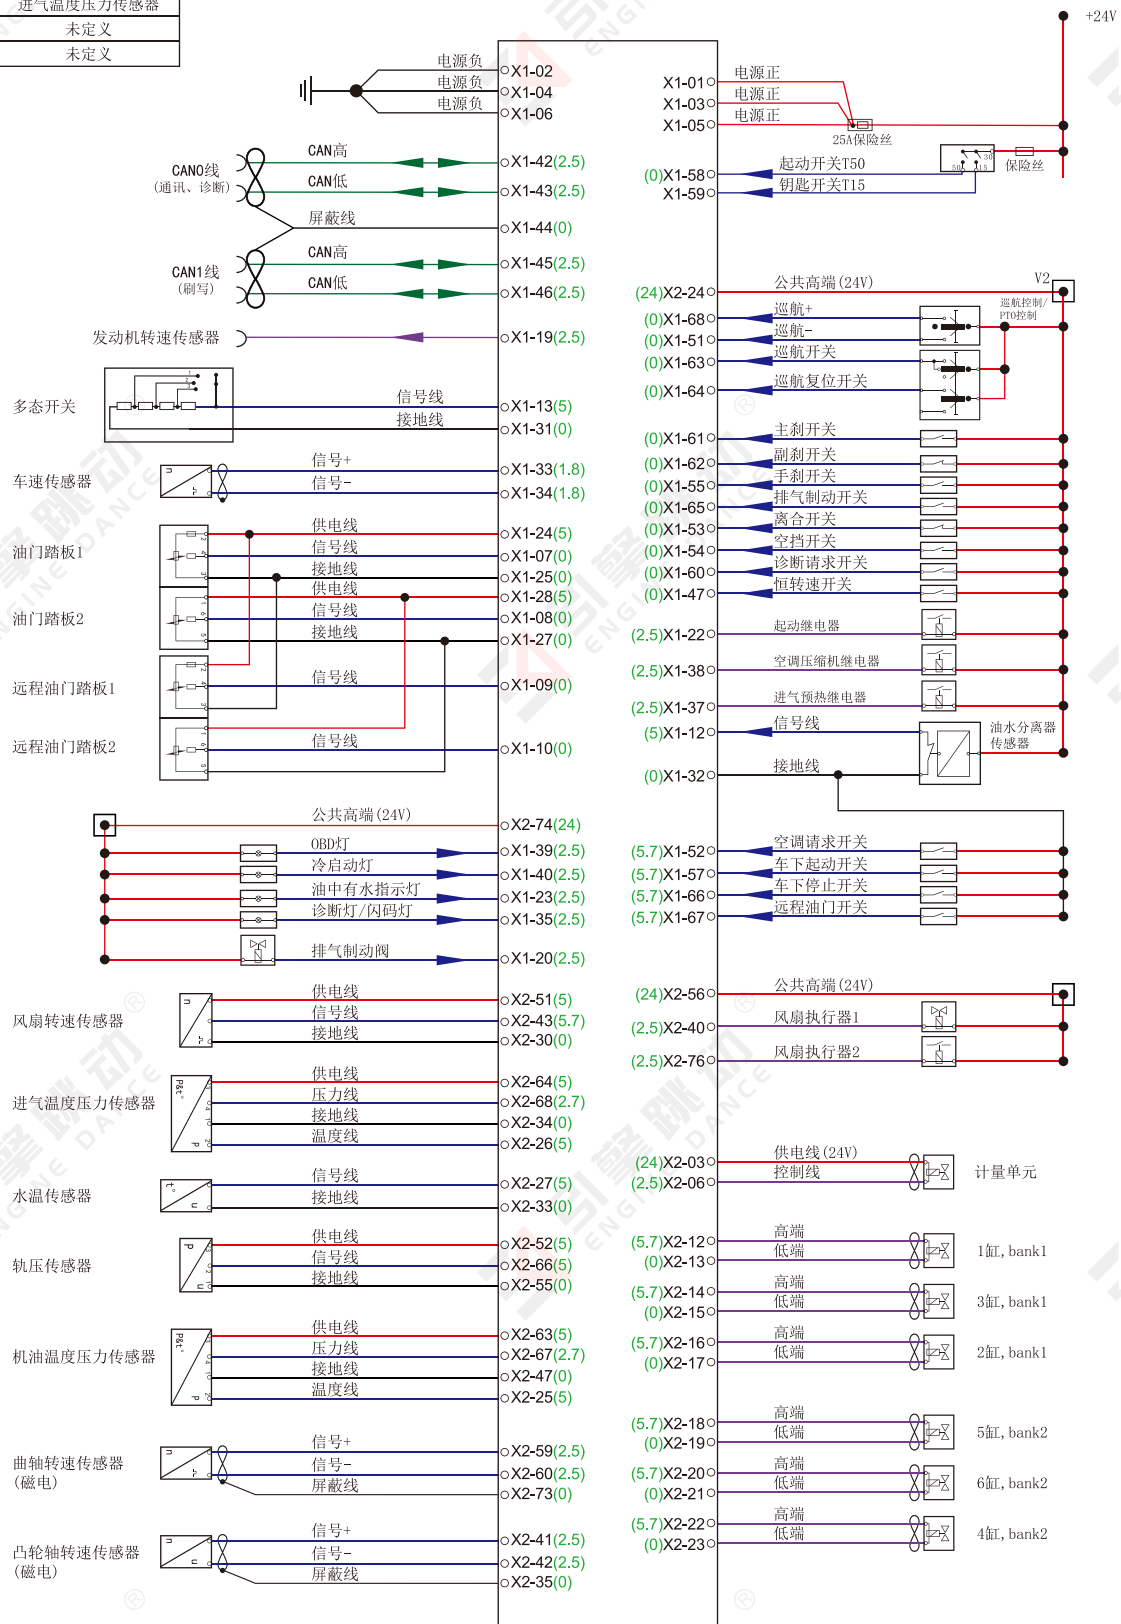 进气温度压力传感器
未定义
未定义
+24V
电源负 X1-02
电源负 X1-04
电源负 X1-06
电源正 X1-01
电源正 X1-03
电源正 X1-05
25A保险丝
30
50 15
保险丝
(0)X1-58 起动开关T50
X1-59 钥匙开关T15
CAN0线
(通讯、诊断)
CAN高 X1-42(2.5)
CAN低 X1-43(2.5)
屏蔽线 X1-44(0)
CAN1线
(刷写)
CAN高 X1-45(2.5)
CAN低 X1-46(2.5)
发动机转速传感器 X1-19(2.5)
多态开关
1
2
3
信号线 X1-13(5)
接地线 X1-31(0)
车速传感器
n
信号+ X1-33(1.8)
信号- X1-34(1.8)
油门踏板1
2
4
3
供电线 X1-24(5)
信号线 X1-07(0)
接地线 X1-25(0)
油门踏板2
1
6
5
供电线 X1-28(5)
信号线 X1-08(0)
接地线 X1-27(0)
远程油门踏板1
2
4
3
信号线 X1-09(0)
远程油门踏板2
1
6
5
信号线 X1-10(0)
公共高端(24V) X2-74(24)
OBD灯 X1-39(2.5)
冷启动灯 X1-40(2.5)
油中有水指示灯 X1-23(2.5)
诊断灯/闪码灯 X1-35(2.5)
排气制动阀 X1-20(2.5)
风扇转速传感器
n
供电线 X2-51(5)
信号线 X2-43(5.7)
接地线 X2-30(0)
进气温度压力传感器
P&t°
P
3
4
1
2
供电线 X2-64(5)
压力线 X2-68(2.7)
接地线 X2-34(0)
温度线 X2-26(5)
水温传感器
t°
u
信号线 X2-27(5)
接地线 X2-33(0)
轨压传感器
P
u
3
2
1
供电线 X2-52(5)
信号线 X2-66(5)
接地线 X2-55(0)
机油温度压力传感器
P&t°
P
3
4
1
2
供电线 X2-63(5)
压力线 X2-67(2.7)
接地线 X2-47(0)
温度线 X2-25(5)
曲轴转速传感器
(磁电)
n
信号+ X2-59(2.5)
信号- X2-60(2.5)
屏蔽线 X2-73(0)
凸轮轴转速传感器
(磁电)
n
u
信号+ X2-41(2.5)
信号- X2-42(2.5)
屏蔽线 X2-35(0)
V2
(24)X2-24 公共高端(24V)
巡航控制/
PTO控制
(0)X1-68 巡航+
(0)X1-51 巡航-
(0)X1-63 巡航开关
(0)X1-64 巡航复位开关
(0)X1-61 主刹开关
(0)X1-62 副刹开关
(0)X1-55 手刹开关
(0)X1-65 排气制动开关
(0)X1-53 离合开关
(0)X1-54 空挡开关
(0)X1-60 诊断请求开关
(0)X1-47 恒转速开关
(2.5)X1-22 起动继电器
(2.5)X1-38 空调压缩机继电器
(2.5)X1-37 进气预热继电器
(5)X1-12 信号线
(0)X1-32 接地线
油水分离器
传感器
(5.7)X1-52 空调请求开关
(5.7)X1-57 车下起动开关
(5.7)X1-66 车下停止开关
(5.7)X1-67 远程油门开关
(24)X2-56 公共高端(24V)
(2.5)X2-40 风扇执行器1
(2.5)X2-76 风扇执行器2
(24)X2-03 供电线(24V)
(2.5)X2-06 控制线
计量单元
(5.7)X2-12 高端
(0)X2-13 低端
1缸,bank1
(5.7)X2-14 高端
(0)X2-15 低端
3缸,bank1
(5.7)X2-16 高端
(0)X2-17 低端
2缸,bank1
(5.7)X2-18 高端
(0)X2-19 低端
5缸,bank2
(5.7)X2-20 高端
(0)X2-21 低端
6缸,bank2
(5.7)X2-22 高端
(0)X2-23 低端
4缸,bank2
引擎跳动
ENGINE DANCE